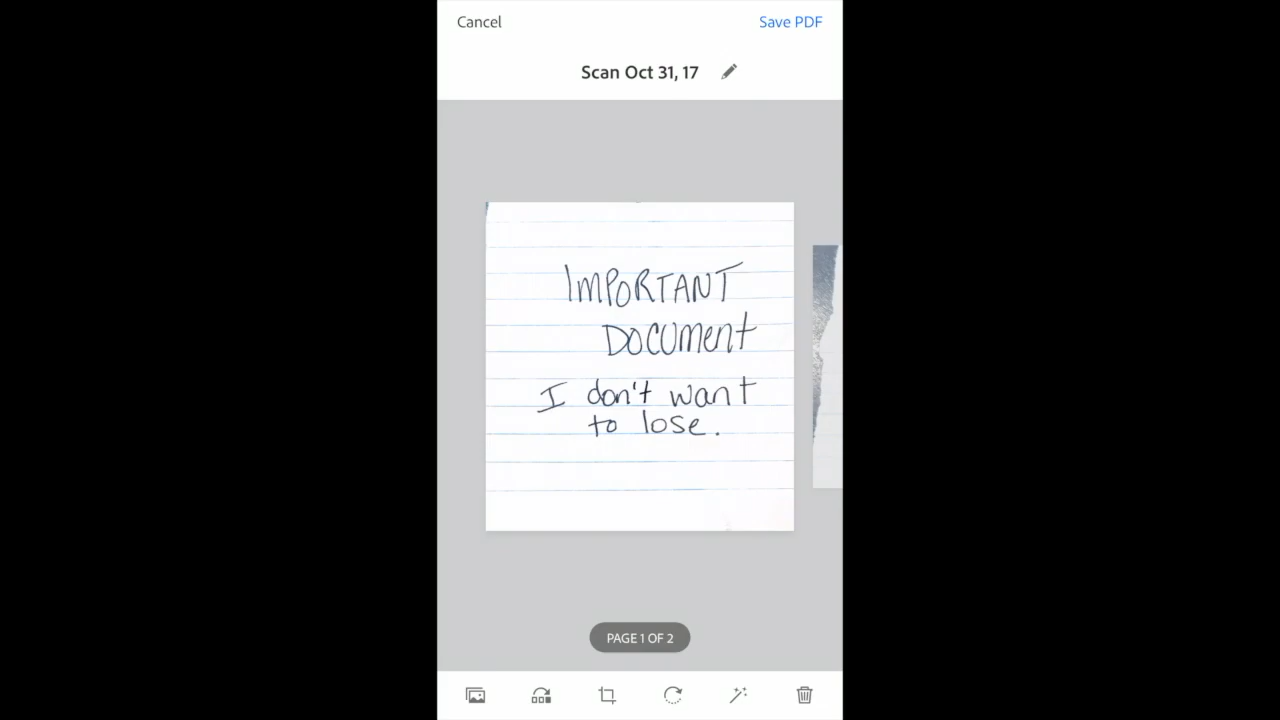 Cancel Save PDF
Scan Oct 31, 17
IMPORTANT
DOCUMENT
I don't want
to lose.
PAGE 1 OF 2